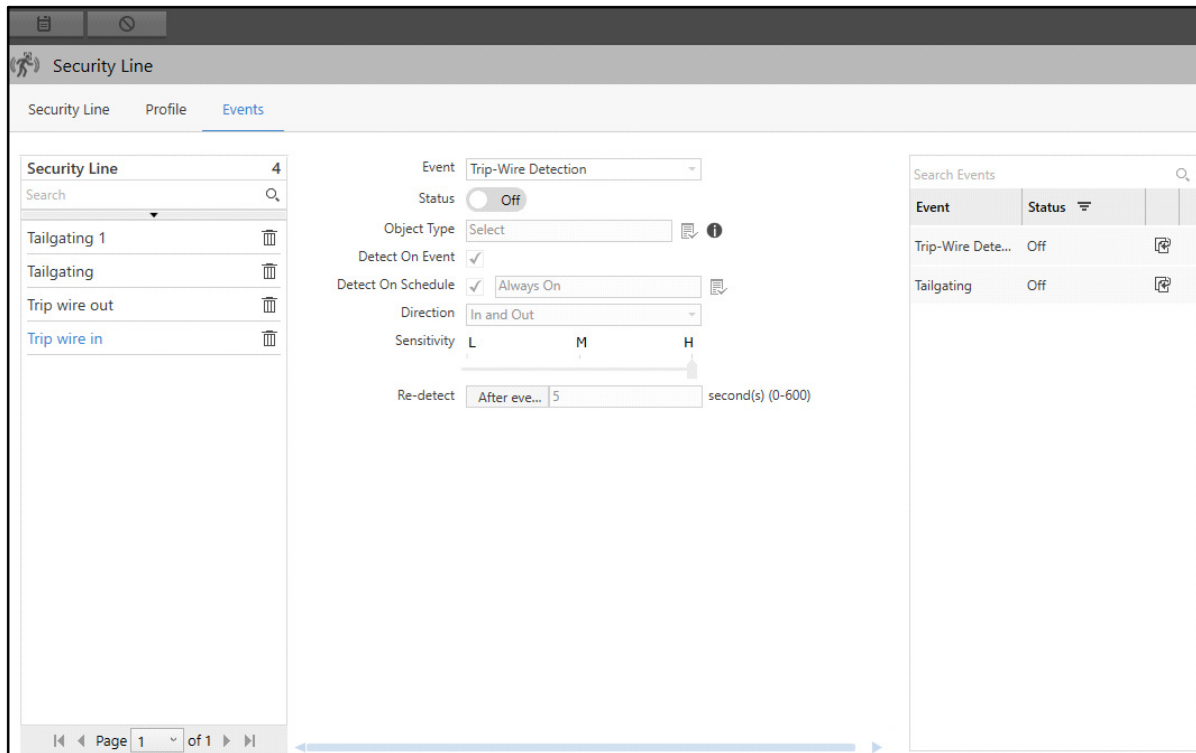 Security Line
Security Line Profile Events
Security Line 4
Search
Tailgating 1
Tailgating
Trip wire out
Trip wire in
Page 1 of 1
Event Trip-Wire Detection
Status Off
Object Type Select
Detect On Event
Detect On Schedule Always On
Direction In and Out
Sensitivity L M H
Re-detect After eve... 5 second(s) (0-600)
Search Events
Event Status
Trip-Wire Dete... Off
Tailgating Off